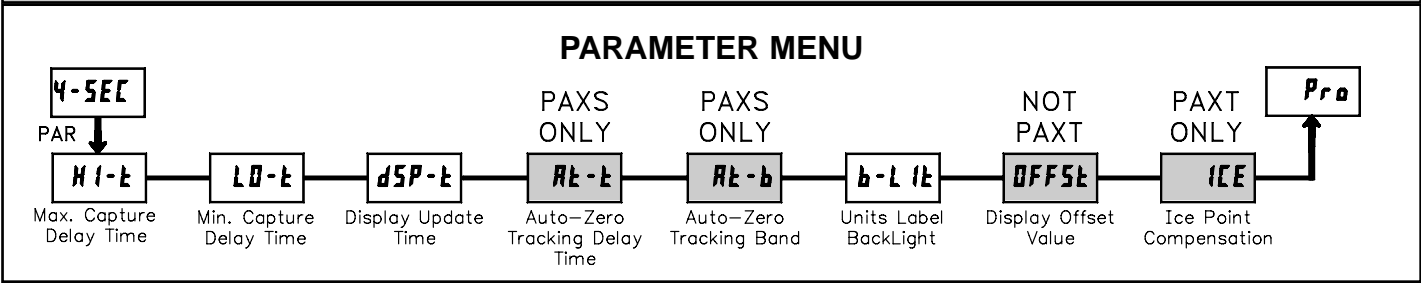 PARAMETER MENU
4-SEC
Pro
PAR
PAXS
ONLY
PAXS
ONLY
NOT
PAXT
PAXT
ONLY
HI-t
LO-t
dSP-t
At-t
At-b
b-LIt
OFFSt
ICE
Max. Capture
Delay Time
Min. Capture
Delay Time
Display Update
Time
Auto-Zero
Tracking Delay
Time
Auto-Zero
Tracking Band
Units Label
BackLight
Display Offset
Value
Ice Point
Compensation